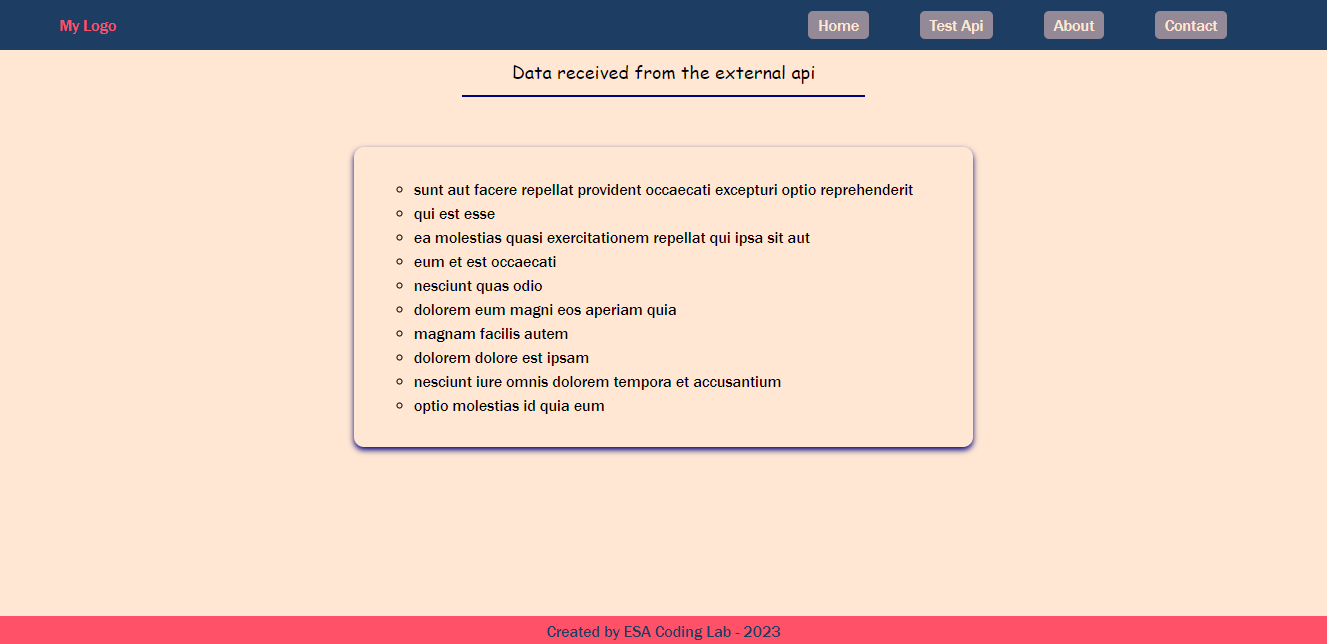 My Logo
Home
Test Api
About
Contact
Data received from the external api
sunt aut facere repellat provident occaecati excepturi optio reprehenderit
qui est esse
ea molestias quasi exercitationem repellat qui ipsa sit aut
eum et est occaecati
nesciunt quas odio
dolorem eum magni eos aperiam quia
magnam facilis autem
dolorem dolore est ipsam
nesciunt iure omnis dolorem tempora et accusantium
optio molestias id quia eum
Created by ESA Coding Lab - 2023